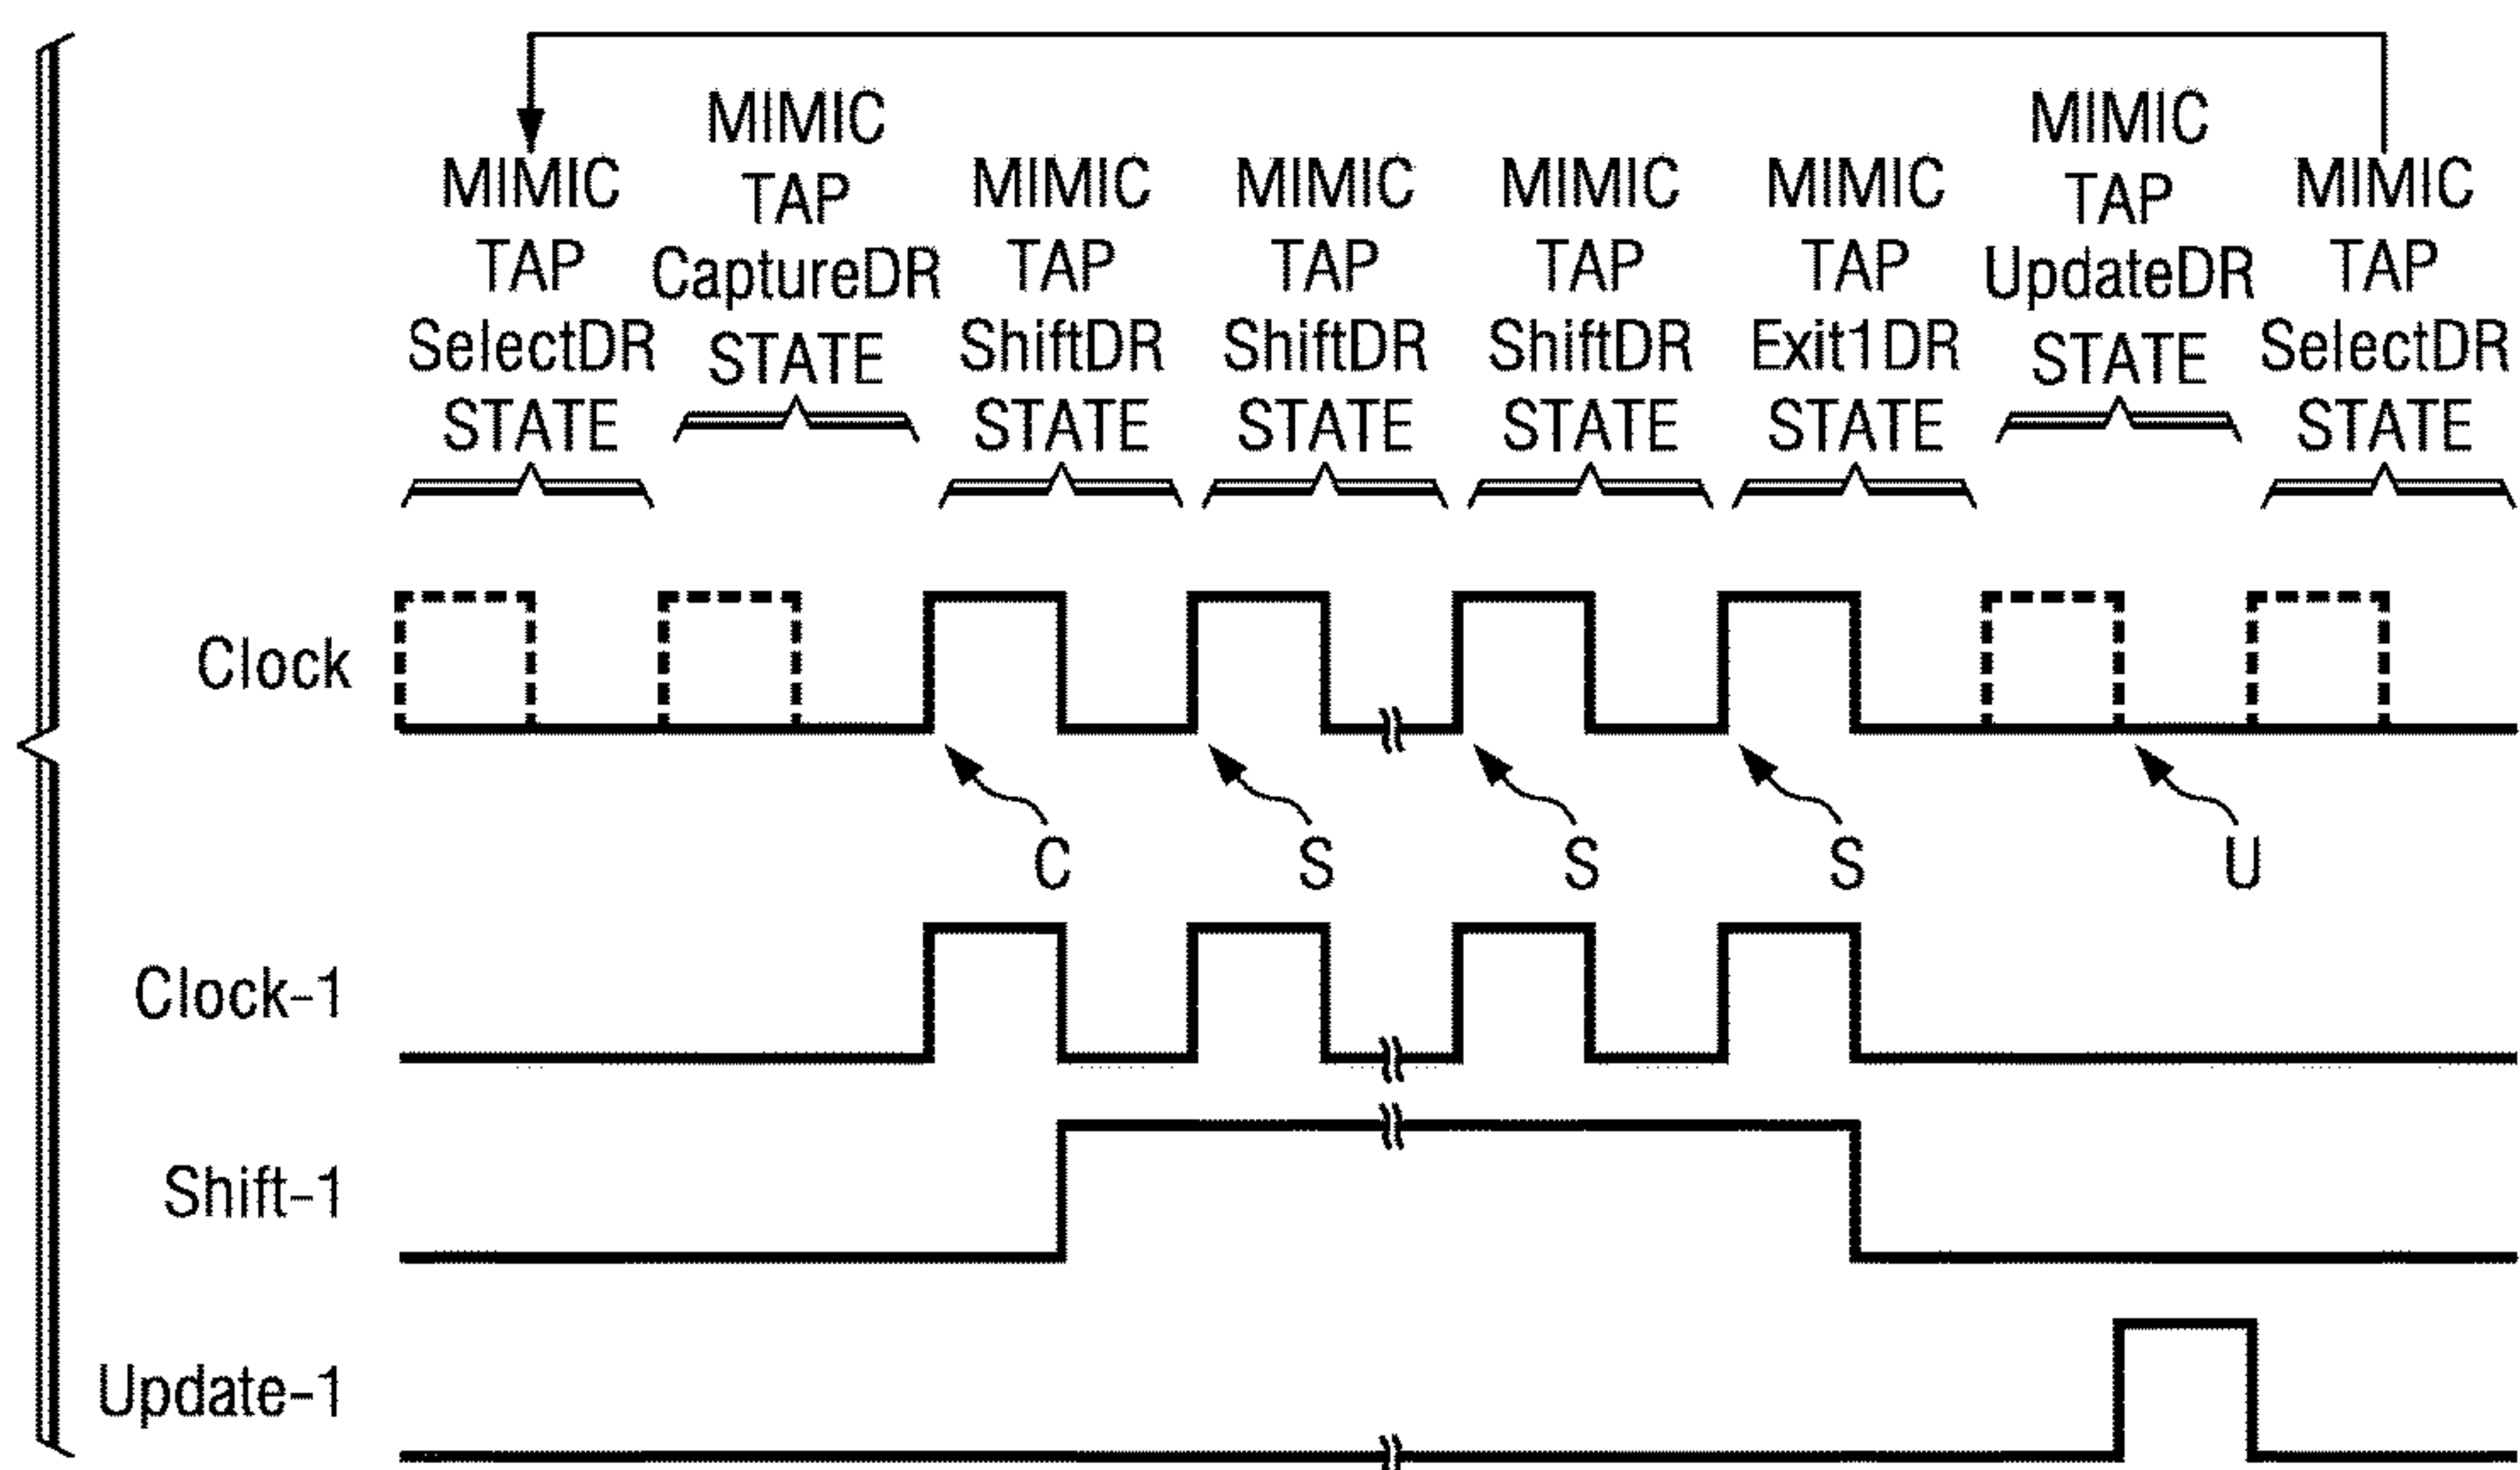 MIMIC
TAP
SelectDR
STATE
MIMIC
TAP
CaptureDR
STATE
MIMIC
TAP
ShiftDR
STATE
MIMIC
TAP
ShiftDR
STATE
MIMIC
TAP
ShiftDR
STATE
MIMIC
TAP
Exit1DR
STATE
MIMIC
TAP
UpdateDR
STATE
MIMIC
TAP
SelectDR
STATE
Clock
C
S
S
S
U
Clock-1
Shift-1
Update-1